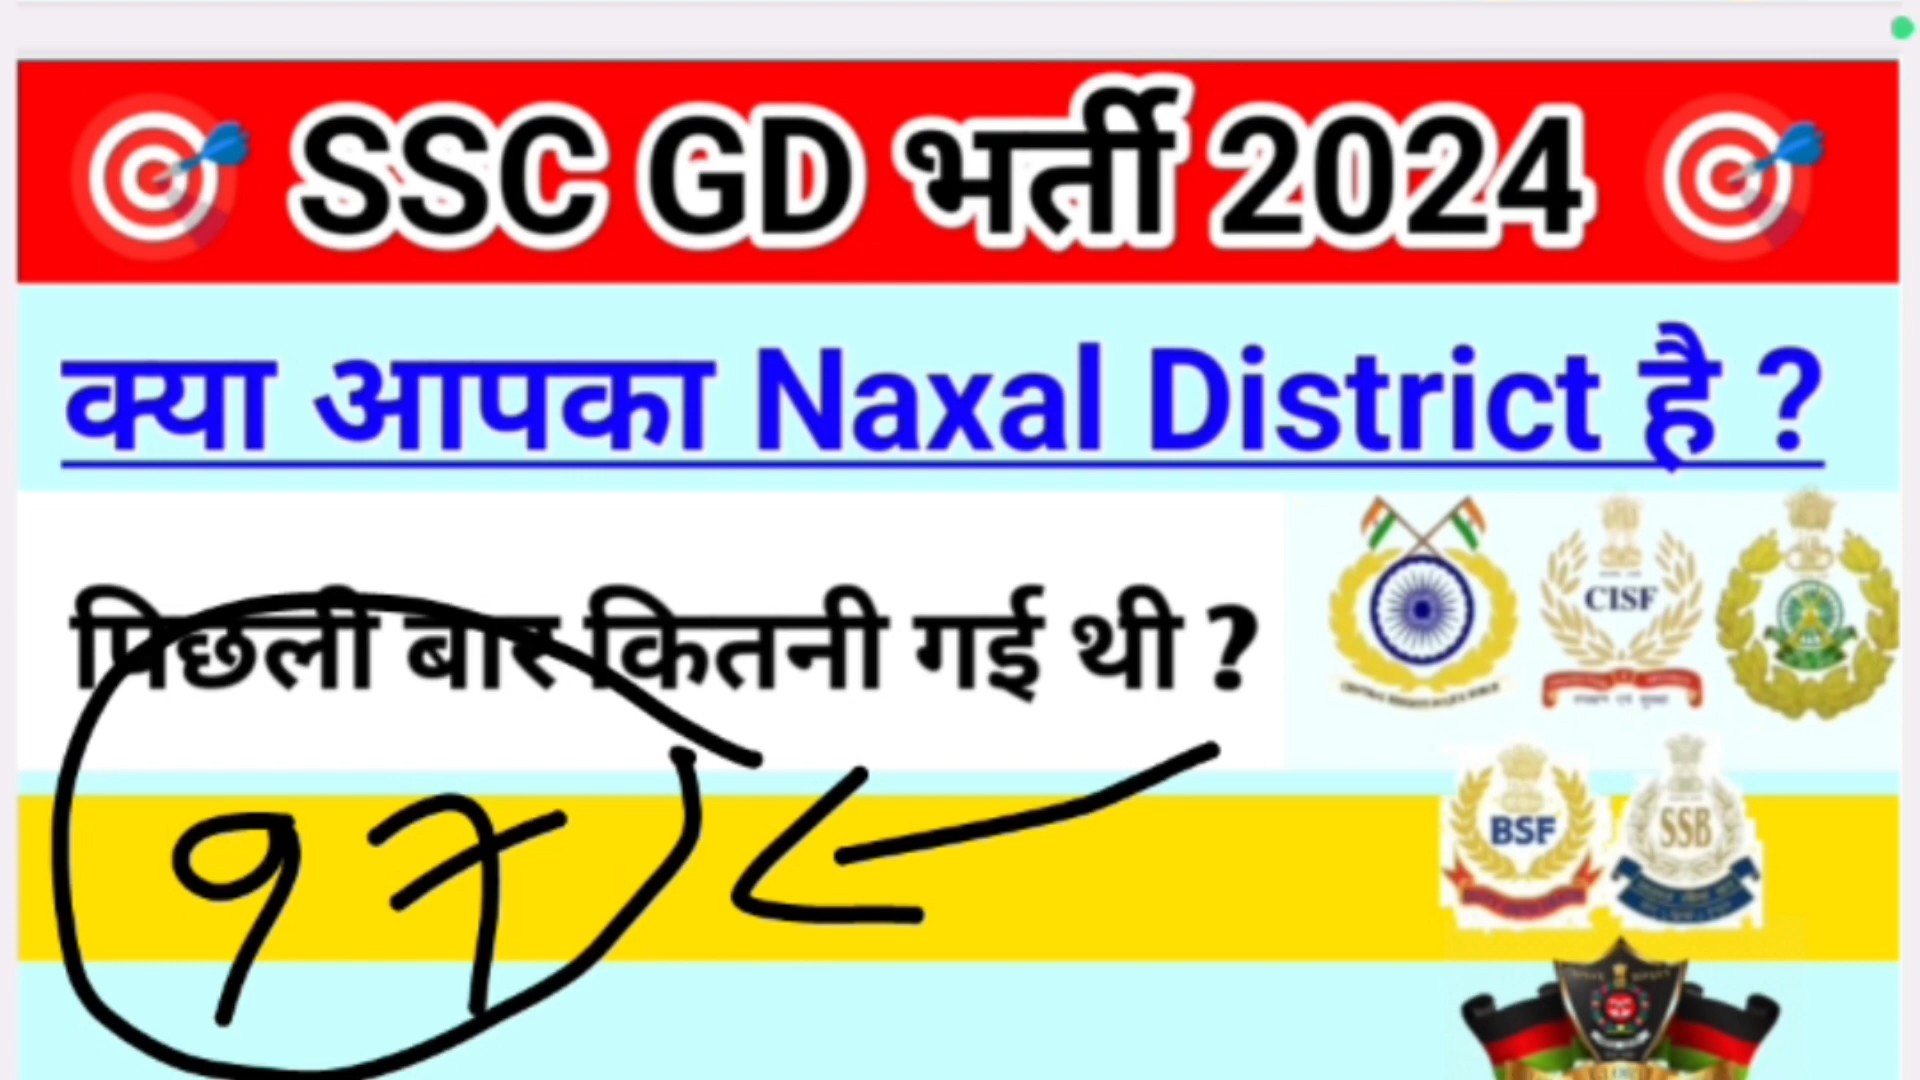 SSC GD भर्ती 2024
क्या आपका Naxal District है ?
पिछली बार कितनी गई थी ?
CISF
97
BSF
SSB